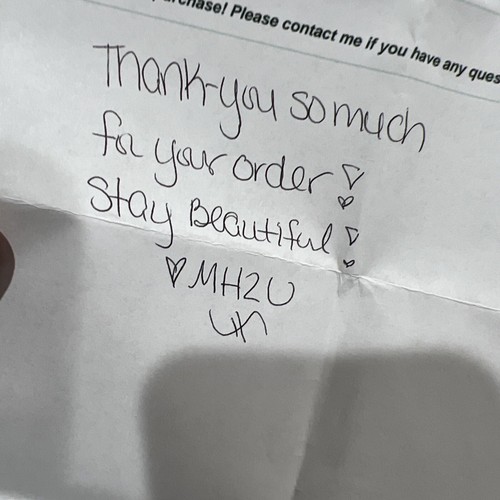 rchase! Please contact me if you have any ques
Thank-you so much
for your order!
Stay Beautiful!
♡MH2U